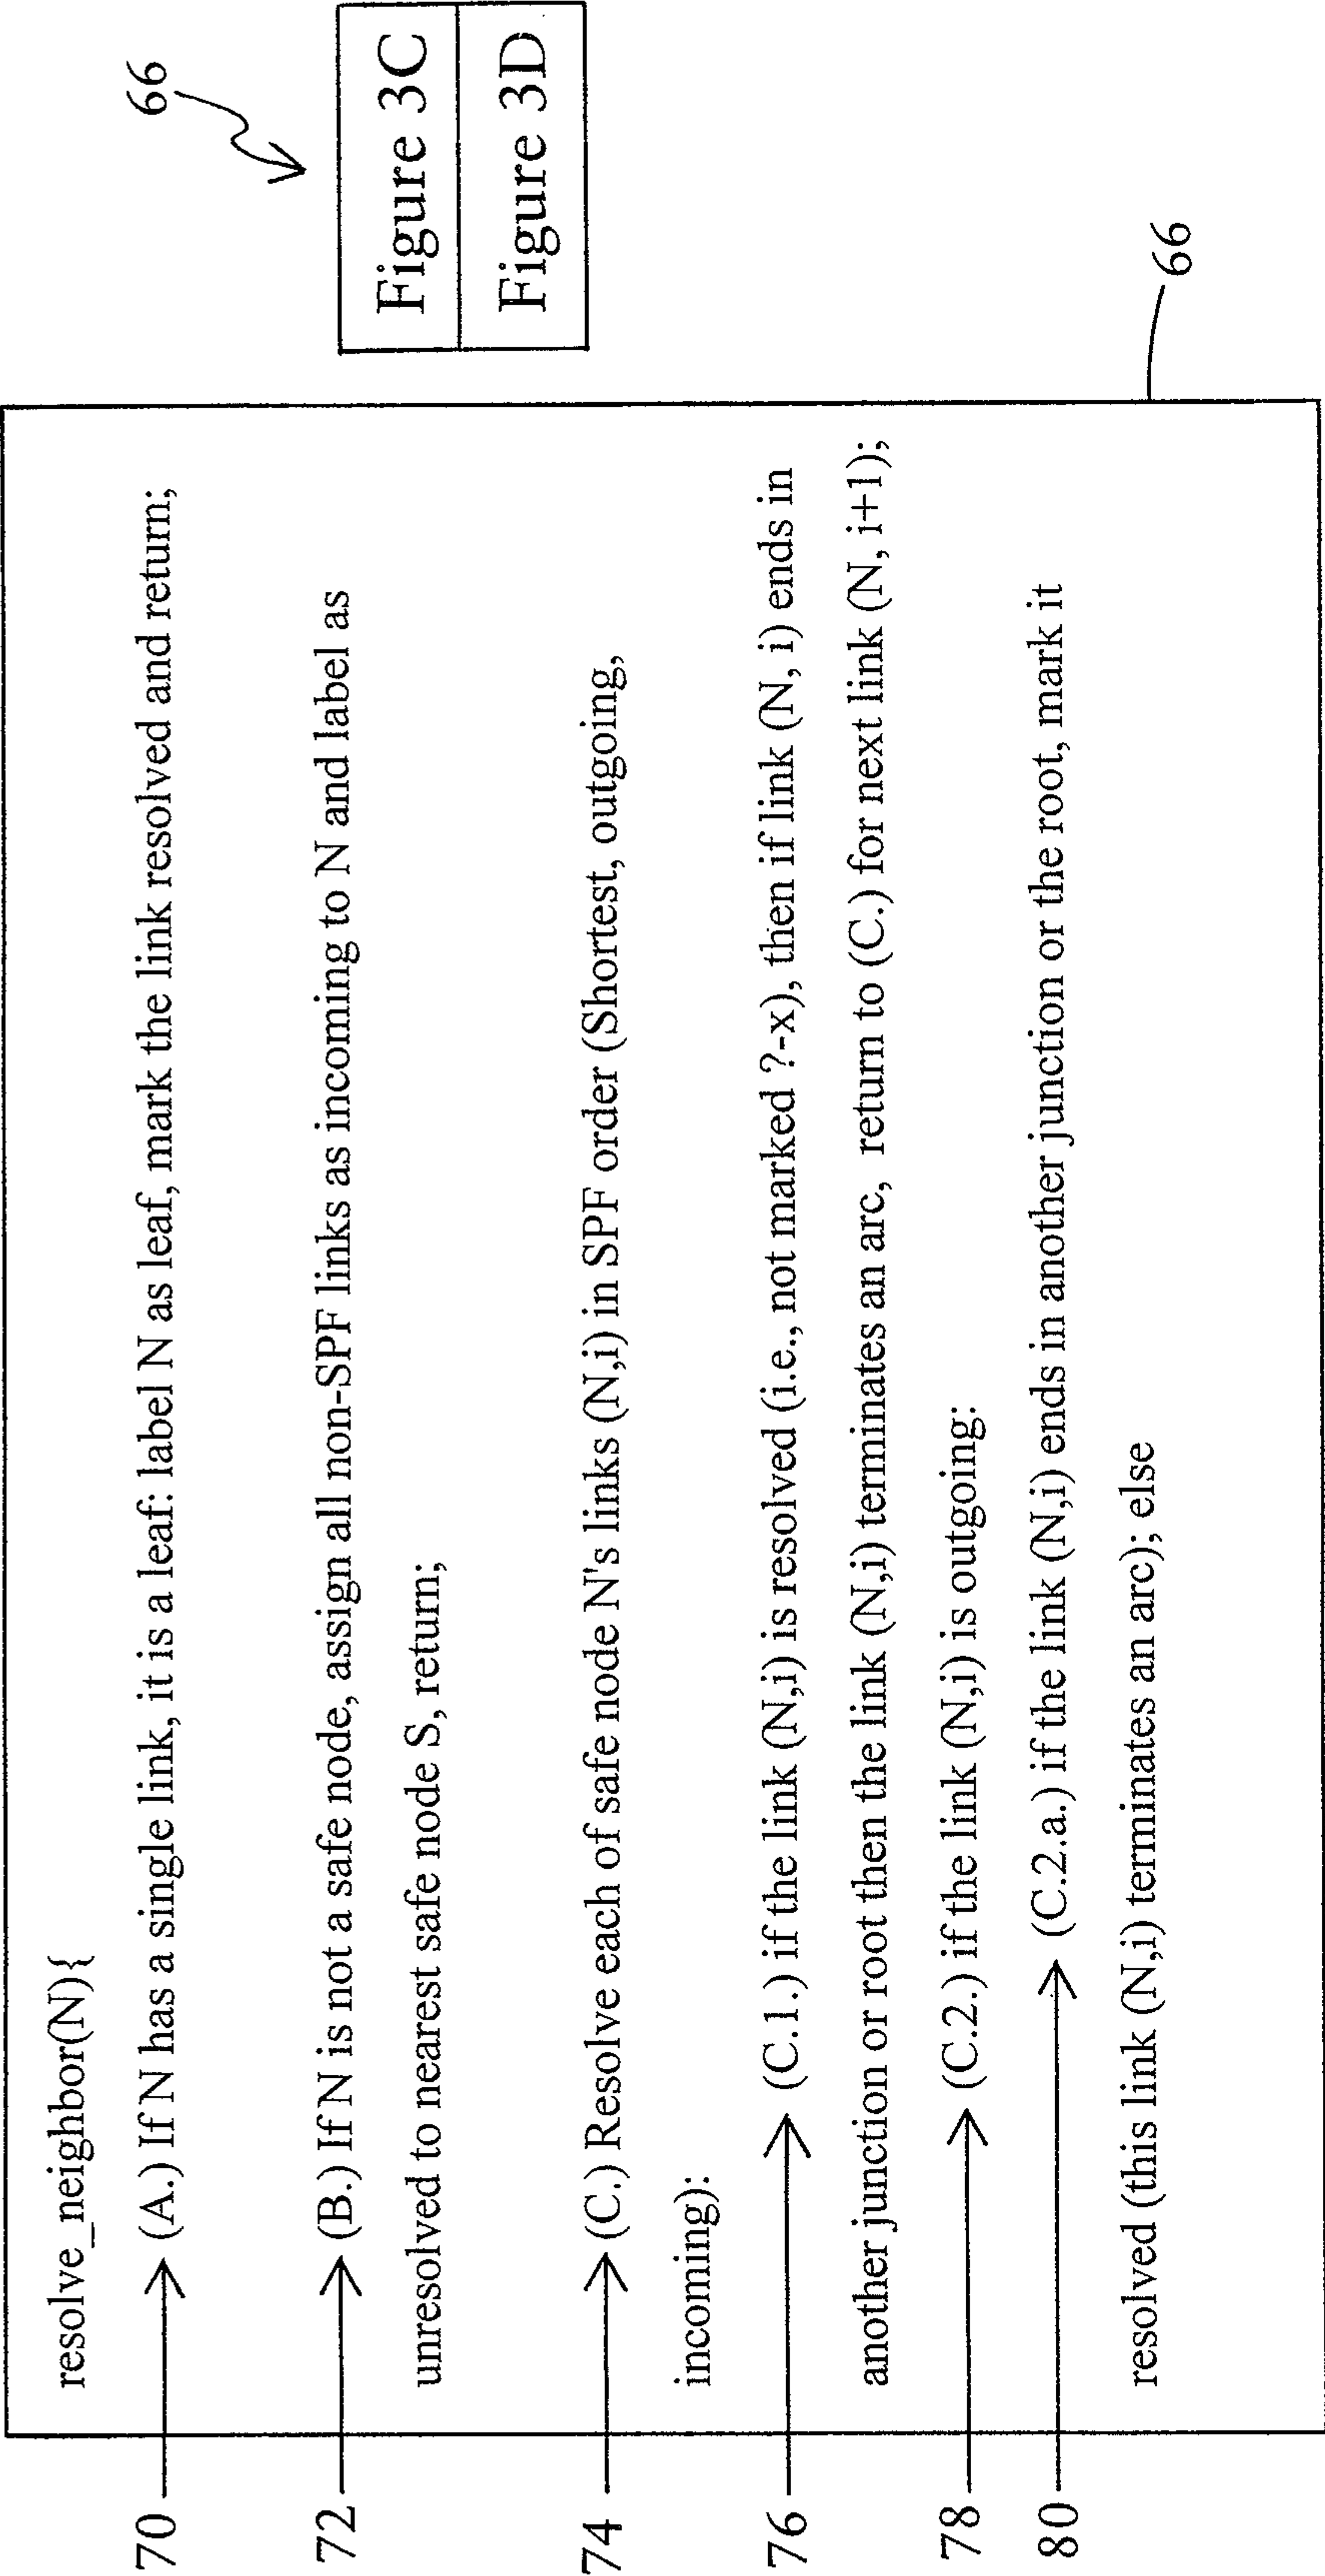 resolve_neighbor(N){
70 (A.) If N has a single link, it is a leaf: label N as leaf, mark the link resolved and return;
72 (B.) If N is not a safe node, assign all non-SPF links as incoming to N and label as
unresolved to nearest safe node S, return;
74 (C.) Resolve each of safe node N's links (N,i) in SPF order (Shortest, outgoing,
incoming):
76 (C.1.) if the link (N,i) is resolved (i.e., not marked ?-x), then if link (N, i) ends in
another junction or root then the link (N,i) terminates an arc, return to (C.) for next link (N, i+1);
78 (C.2.) if the link (N,i) is outgoing:
80 (C.2.a.) if the link (N,i) ends in another junction or the root, mark it
resolved (this link (N,i) terminates an arc); else
66
66
Figure 3C
Figure 3D